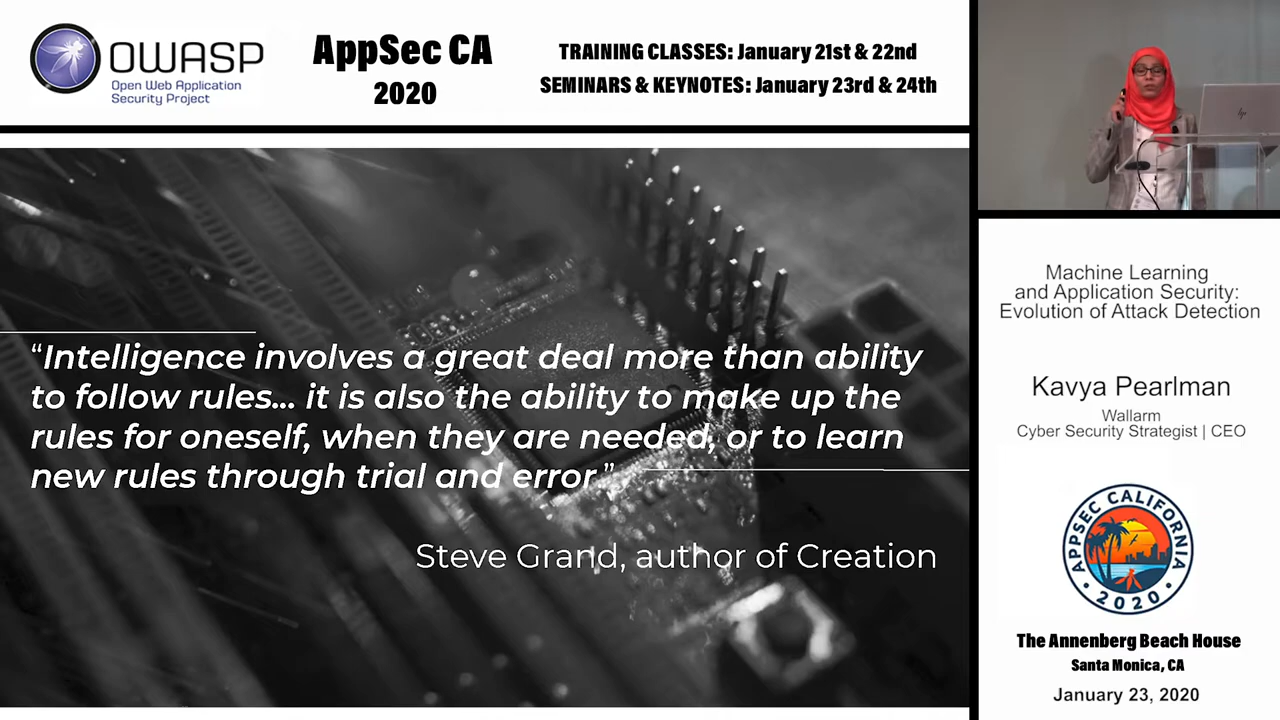 OWASP
Open Web Application
Security Project
AppSec CA
2020
TRAINING CLASSES: January 21st & 22nd
SEMINARS & KEYNOTES: January 23rd & 24th
“Intelligence involves a great deal more than ability
to follow rules... it is also the ability to make up the
rules for oneself, when they are needed, or to learn
new rules through trial and error.”
Steve Grand, author of Creation
hp
Machine Learning
and Application Security:
Evolution of Attack Detection
Kavya Pearlman
Wallarm
Cyber Security Strategist | CEO
APPSEC CALIFORNIA
• 2020 •
The Annenberg Beach House
Santa Monica, CA
January 23, 2020